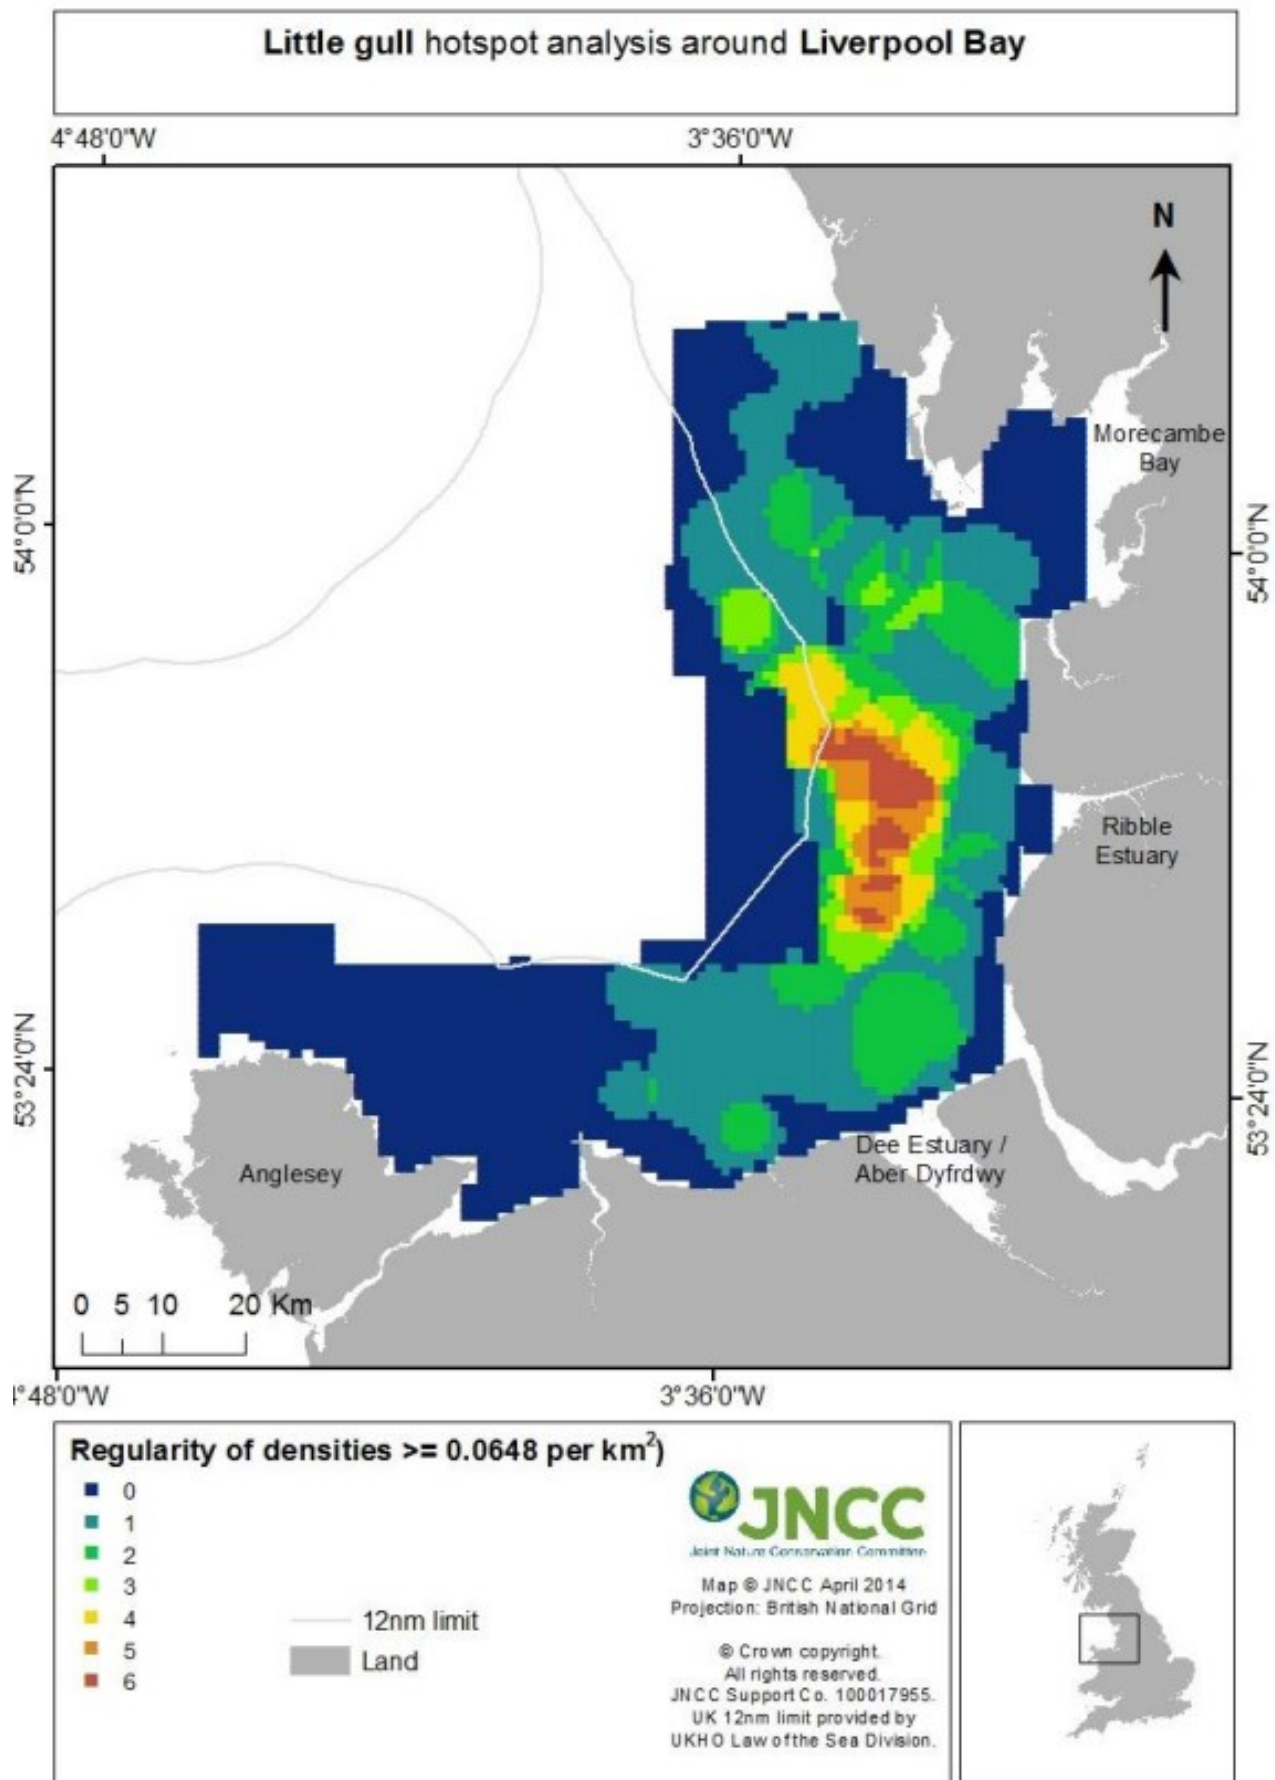 Little gull hotspot analysis around Liverpool Bay
4°48'0"W
3°36'0"W
N
Morecambe
Bay
54°0'0"N
54°0'0"N
Ribble
Estuary
53°24'0"N
53°24'0"N
Dee Estuary /
Aber Dyfrdwy
Anglesey
0 5 10 20 Km
4°48'0"W
3°36'0"W
Regularity of densities >= 0.0648 per km²)
0
1
2
3
4
5
6
12nm limit
Land
JNCC
Joint Nature Conservation Committee
Map © JNCC April 2014
Projection: British National Grid
© Crown copyright.
All rights reserved.
JNCC Support Co. 100017955.
UK 12nm limit provided by
UKHO Law of the Sea Division.